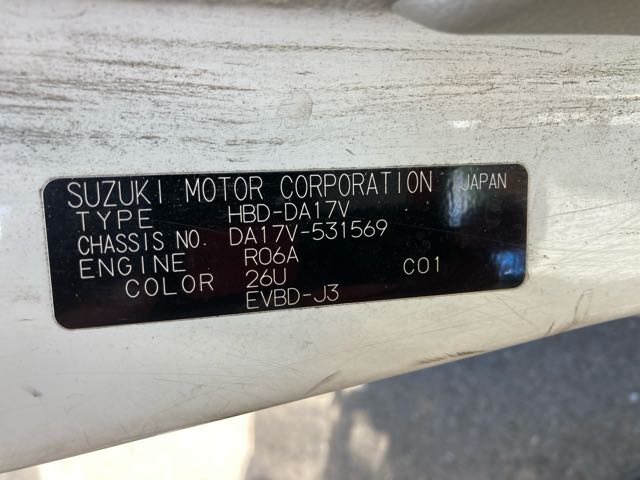 SUZUKI MOTOR CORPORATION JAPAN
TYPE HBD-DA17V
CHASSIS NO. DA17V-531569
ENGINE R06A
COLOR 26U C01
EVBD-J3